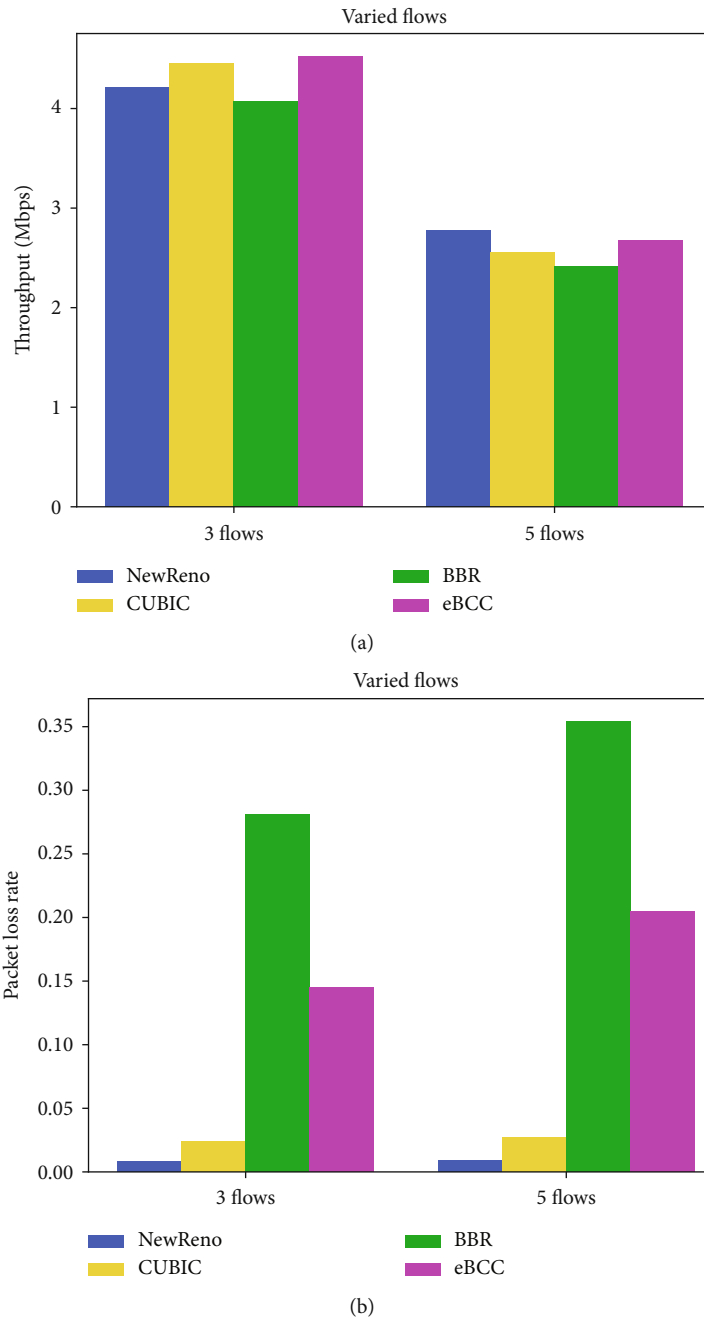 Varied flows
4
3
2
1
0
Throughput (Mbps)
3 flows 5 flows
NewReno BBR
CUBIC eBCC
(a)
Varied flows
0.35
0.30
0.25
0.20
0.15
0.10
0.05
0.00
Packet loss rate
3 flows 5 flows
NewReno BBR
CUBIC eBCC
(b)